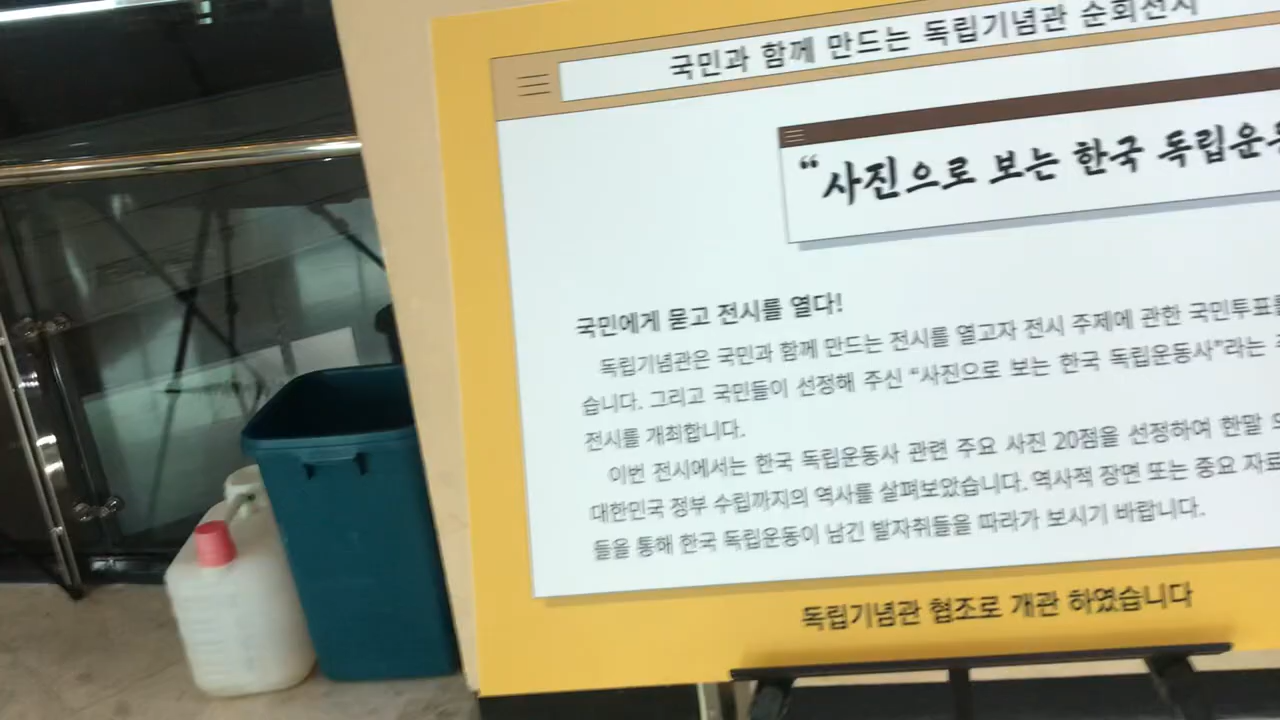 국민과 함께 만드는 독립기념관 순회전시
“사진으로 보는 한국 독립운
국민에게 묻고 전시를 열다!
독립기념관은 국민과 함께 만드는 전시를 열고자 전시 주제에 관한 국민투표를
습니다. 그리고 국민들이 선정해 주신 “사진으로 보는 한국 독립운동사”라는
전시를 개최합니다.
이번 전시에서는 한국 독립운동사 관련 주요 사진 20점을 선정하여 한말
대한민국 정부 수립까지의 역사를 살펴보았습니다. 역사적 장면 또는 중요 자료
들을 통해 한국 독립운동이 남긴 발자취들을 따라가 보시기 바랍니다.
독립기념관 협조로 개관 하였습니다